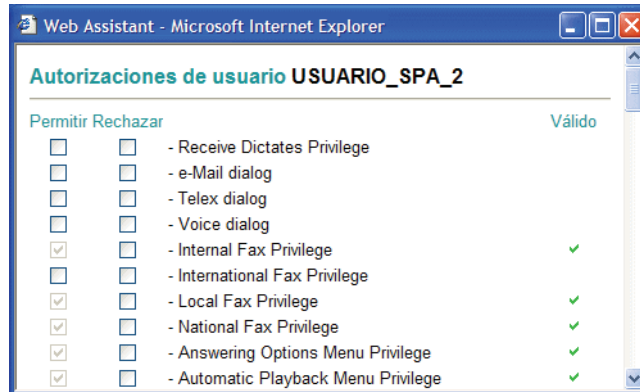 Web Assistant - Microsoft Internet Explorer
Autorizaciones de usuario USUARIO_SPA_2
Permitir Rechazar Válido
- Receive Dictates Privilege
- e-Mail dialog
- Telex dialog
- Voice dialog
- Internal Fax Privilege
- International Fax Privilege
- Local Fax Privilege
- National Fax Privilege
- Answering Options Menu Privilege
- Automatic Playback Menu Privilege